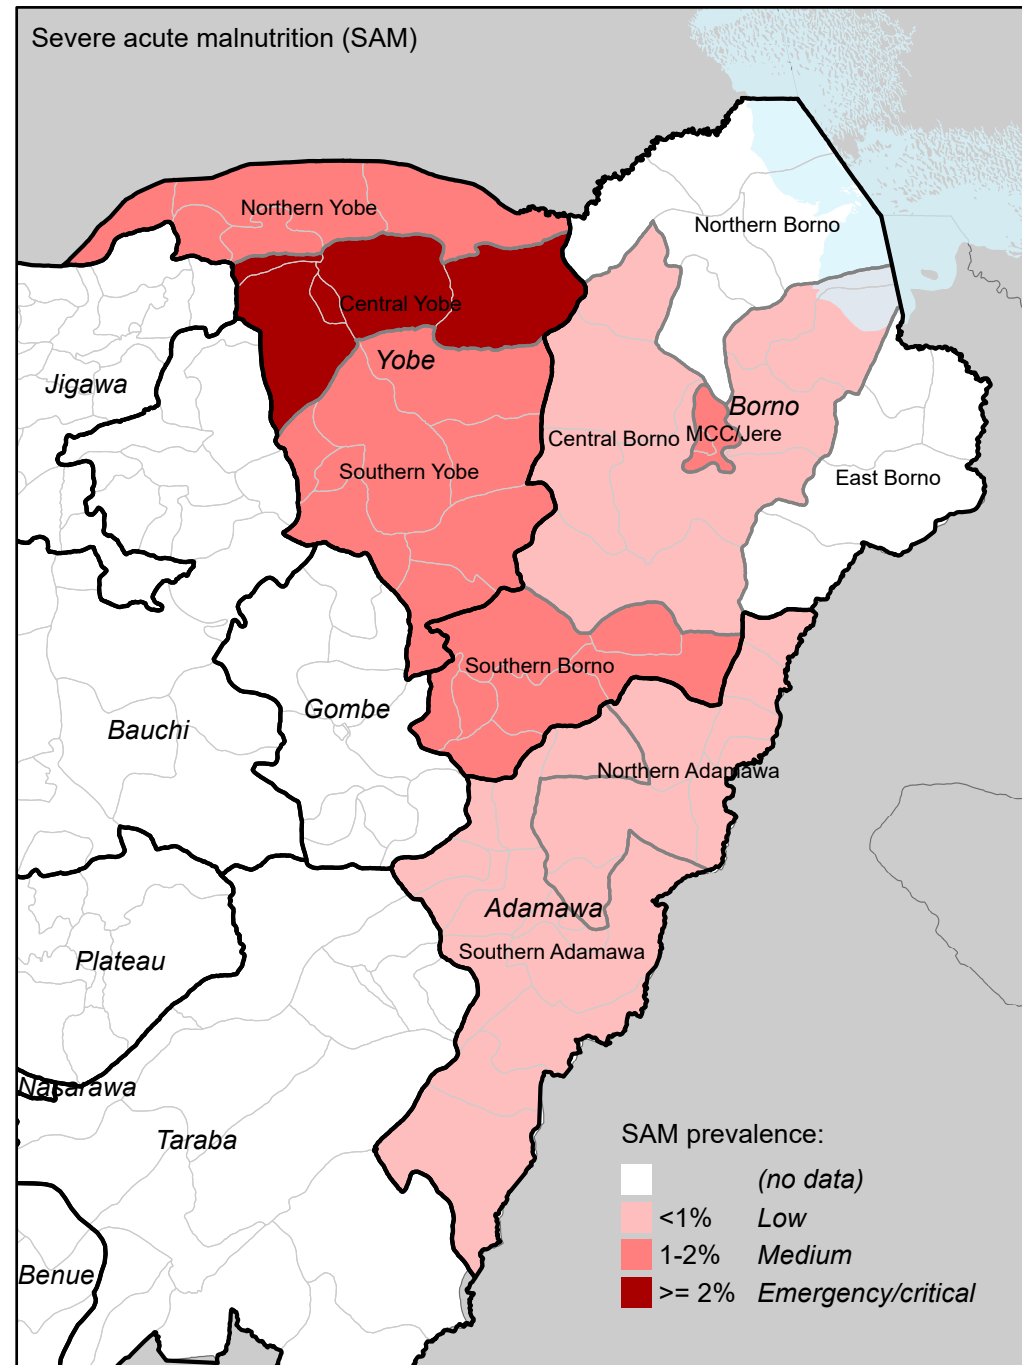 Severe acute malnutrition (SAM)
Northern Yobe
Northern Borno
Central Yobe
Yobe
Jigawa
Borno
MCC/Jere
Central Borno
Southern Yobe
East Borno
Southern Borno
Gombe
Bauchi
Northern Adamawa
Adamawa
Southern Adamawa
Plateau
Nasarawa
Taraba
Benue
SAM prevalence:
(no data)
<1% Low
1-2% Medium
>= 2% Emergency/critical